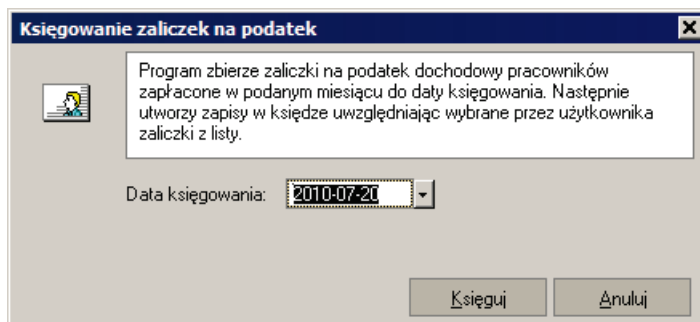 Księgowanie zaliczek na podatek
Program zbierze zaliczki na podatek dochodowy pracowników
zapłacone w podanym miesiącu do daty księgowania. Następnie
utworzy zapisy w księdze uwzględniając wybrane przez użytkownika
zaliczki z listy.
Data księgowania: 2010-07-20
Księguj Anuluj